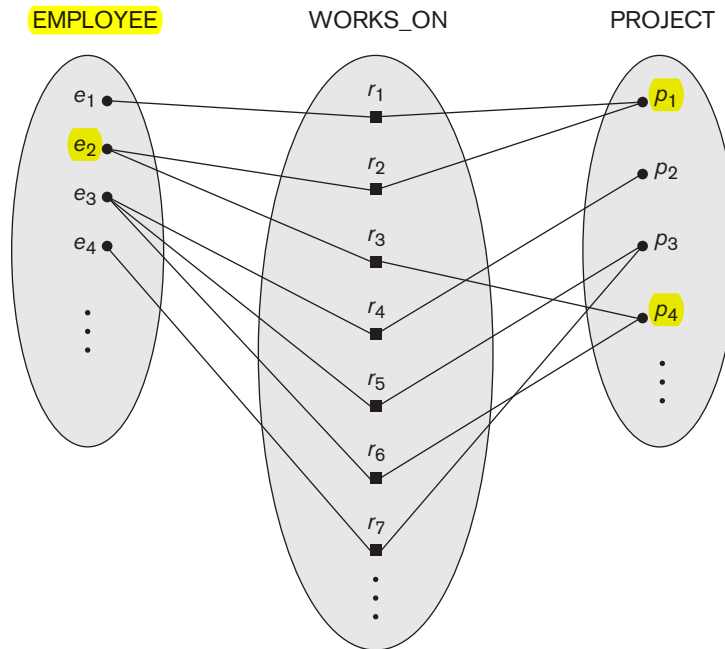 EMPLOYEE WORKS_ON PROJECT
e1 r1 p1
e2 r2 p2
e3 r3 p3
e4 r4 p4
r5
r6
r7